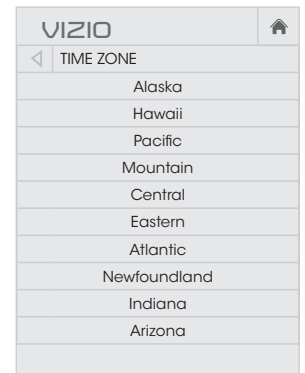 VIZIO
TIME ZONE
Alaska
Hawaii
Pacific
Mountain
Central
Eastern
Atlantic
Newfoundland
Indiana
Arizona